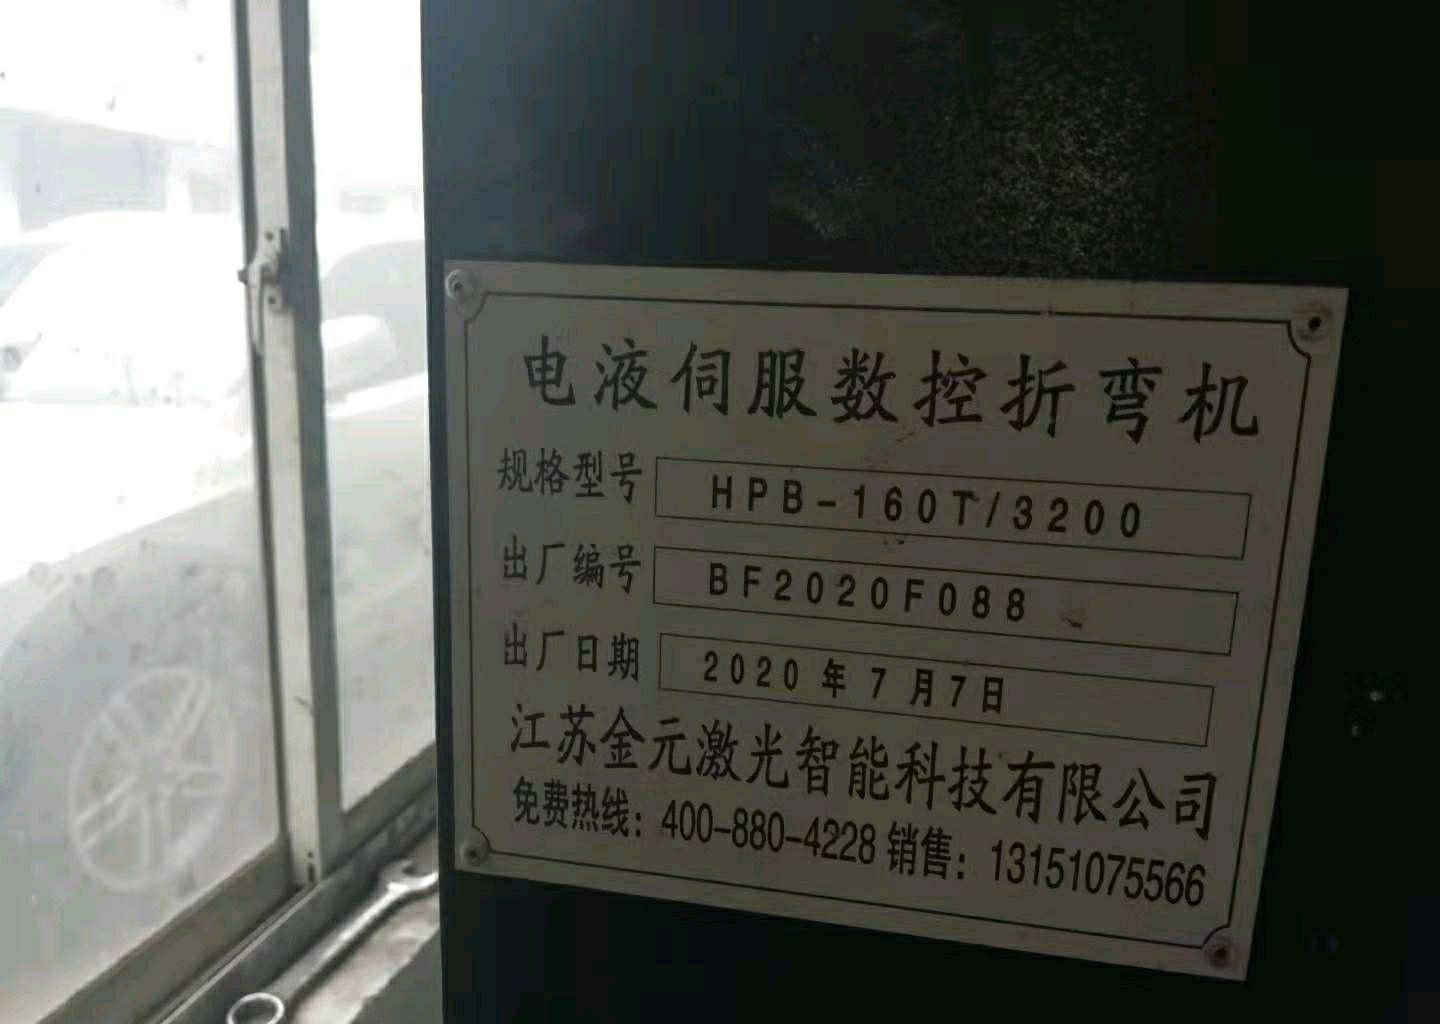 电液伺服数控折弯机
规格型号 HPB-160T/3200
出厂编号 BF2020F088
出厂日期 2020年7月7日
江苏金元激光智能科技有限公司
免费热线：400-880-4228 销售：13151075566